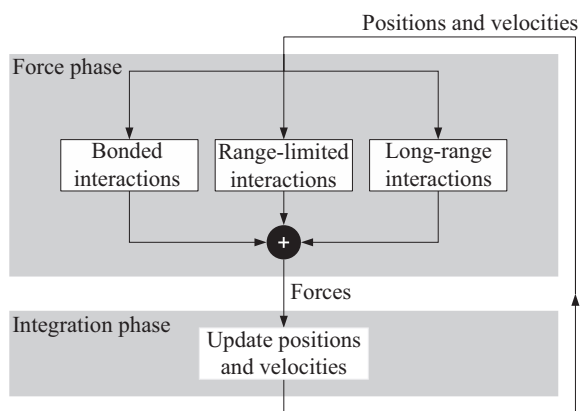 Positions and velocities
Force phase
Bonded
interactions
Range-limited
interactions
Long-range
interactions
+
Forces
Integration phase
Update positions
and velocities